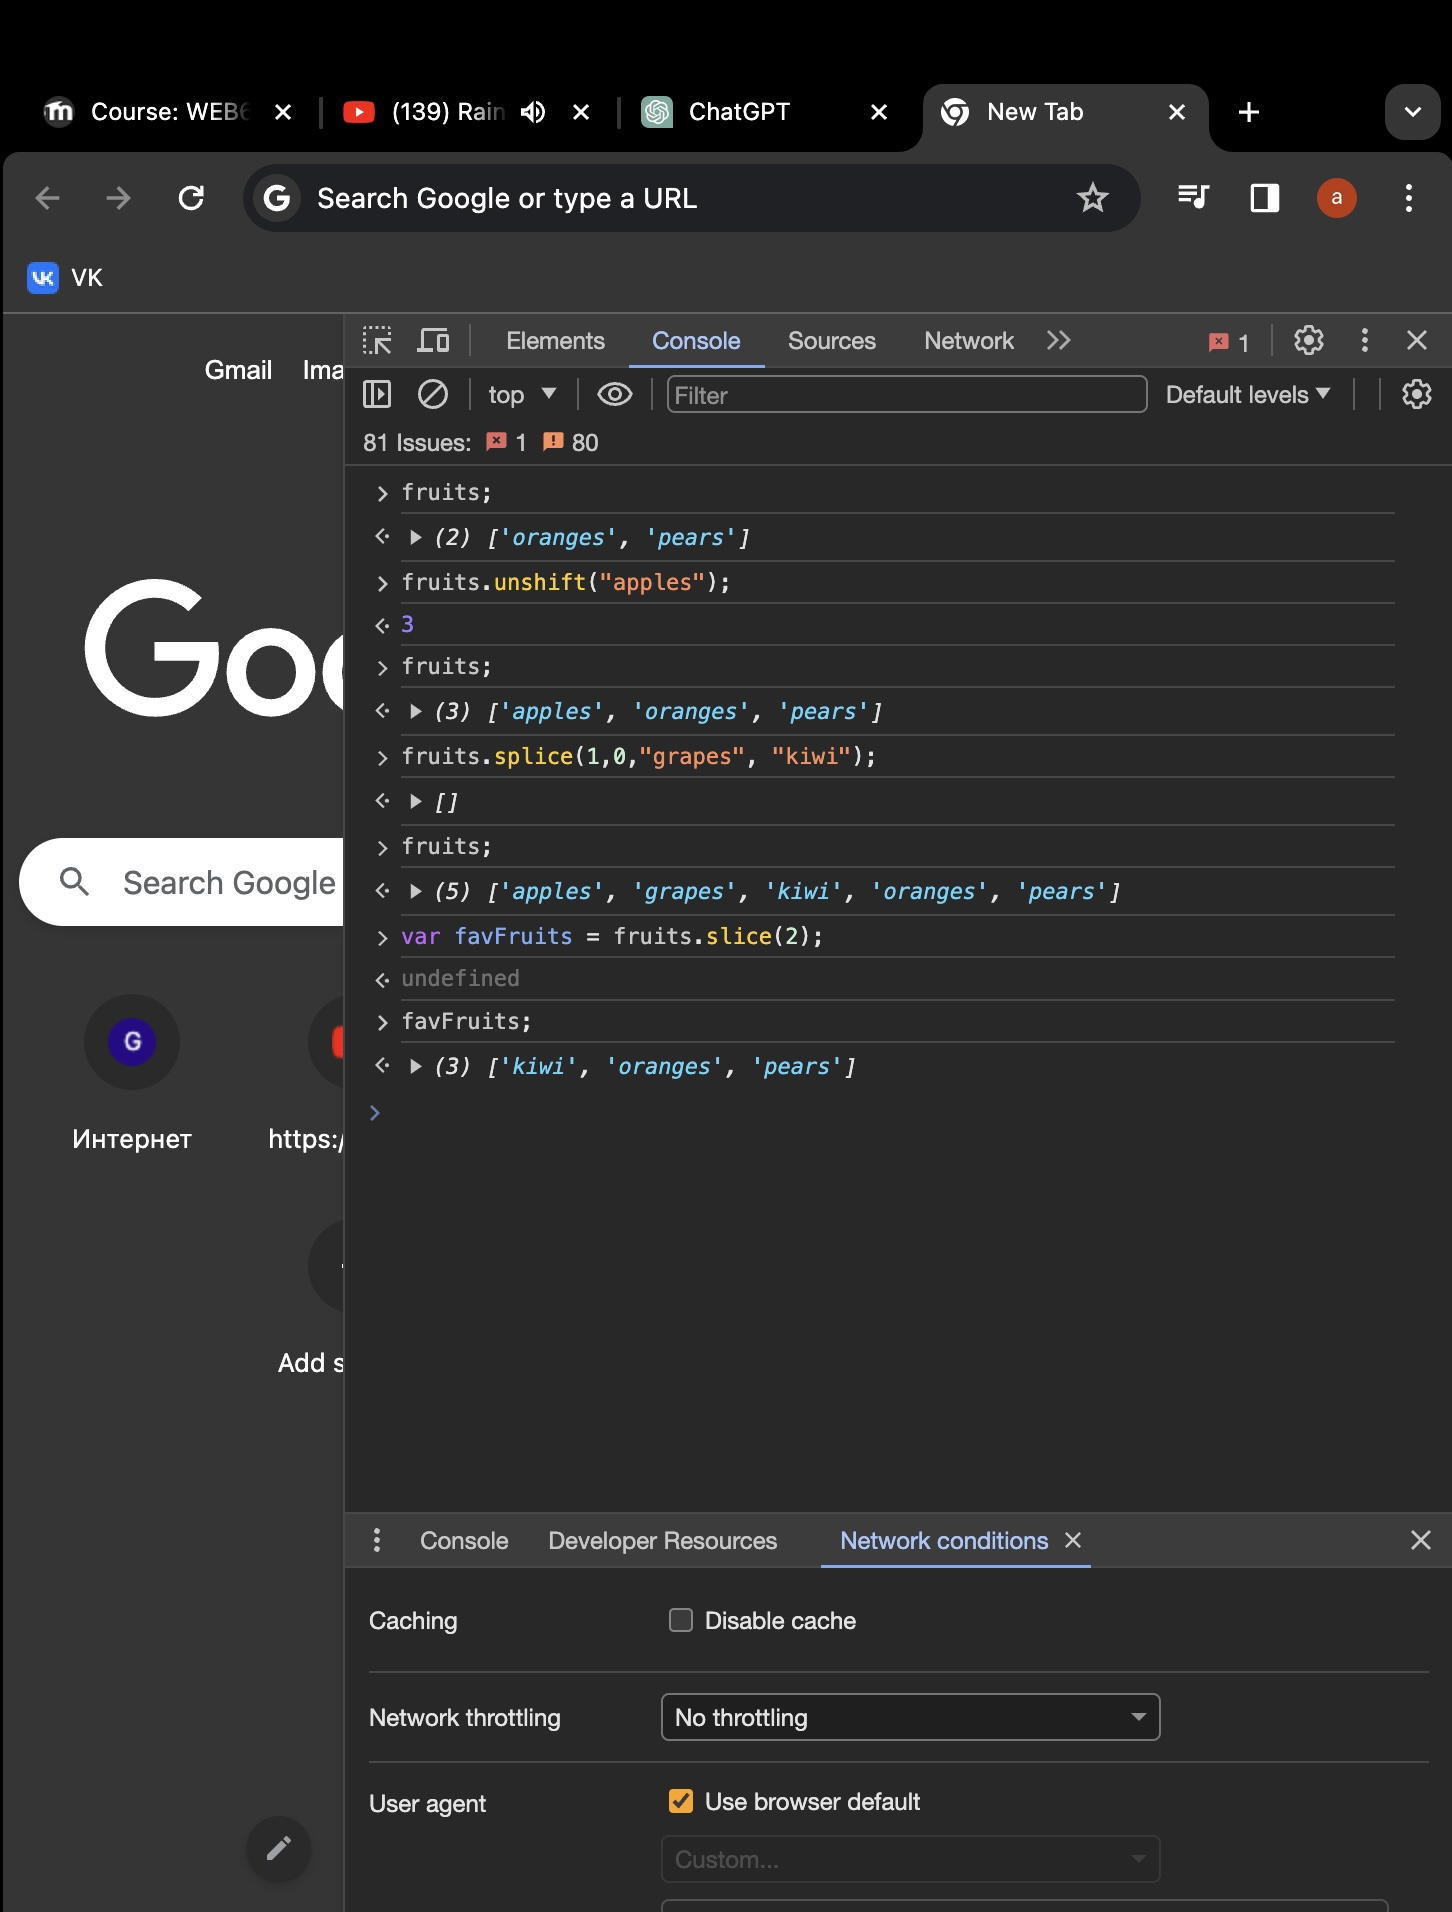 Course: WEB6
(139) Rain
ChatGPT
New Tab
Search Google or type a URL
a
VK
Gmail Ima
Elements Console Sources Network 1
top Filter Default levels
81 Issues: 1 80
fruits;
(2) ['oranges', 'pears']
fruits.unshift("apples");
3
fruits;
(3) ['apples', 'oranges', 'pears']
fruits.splice(1,0,"grapes", "kiwi");
[]
fruits;
(5) ['apples', 'grapes', 'kiwi', 'oranges', 'pears']
var favFruits = fruits.slice(2);
undefined
favFruits;
(3) ['kiwi', 'oranges', 'pears']
Goo
Search Google
G
Интернет
https:/
Add s
Console Developer Resources Network conditions
Caching Disable cache
Network throttling No throttling
User agent Use browser default
Custom...